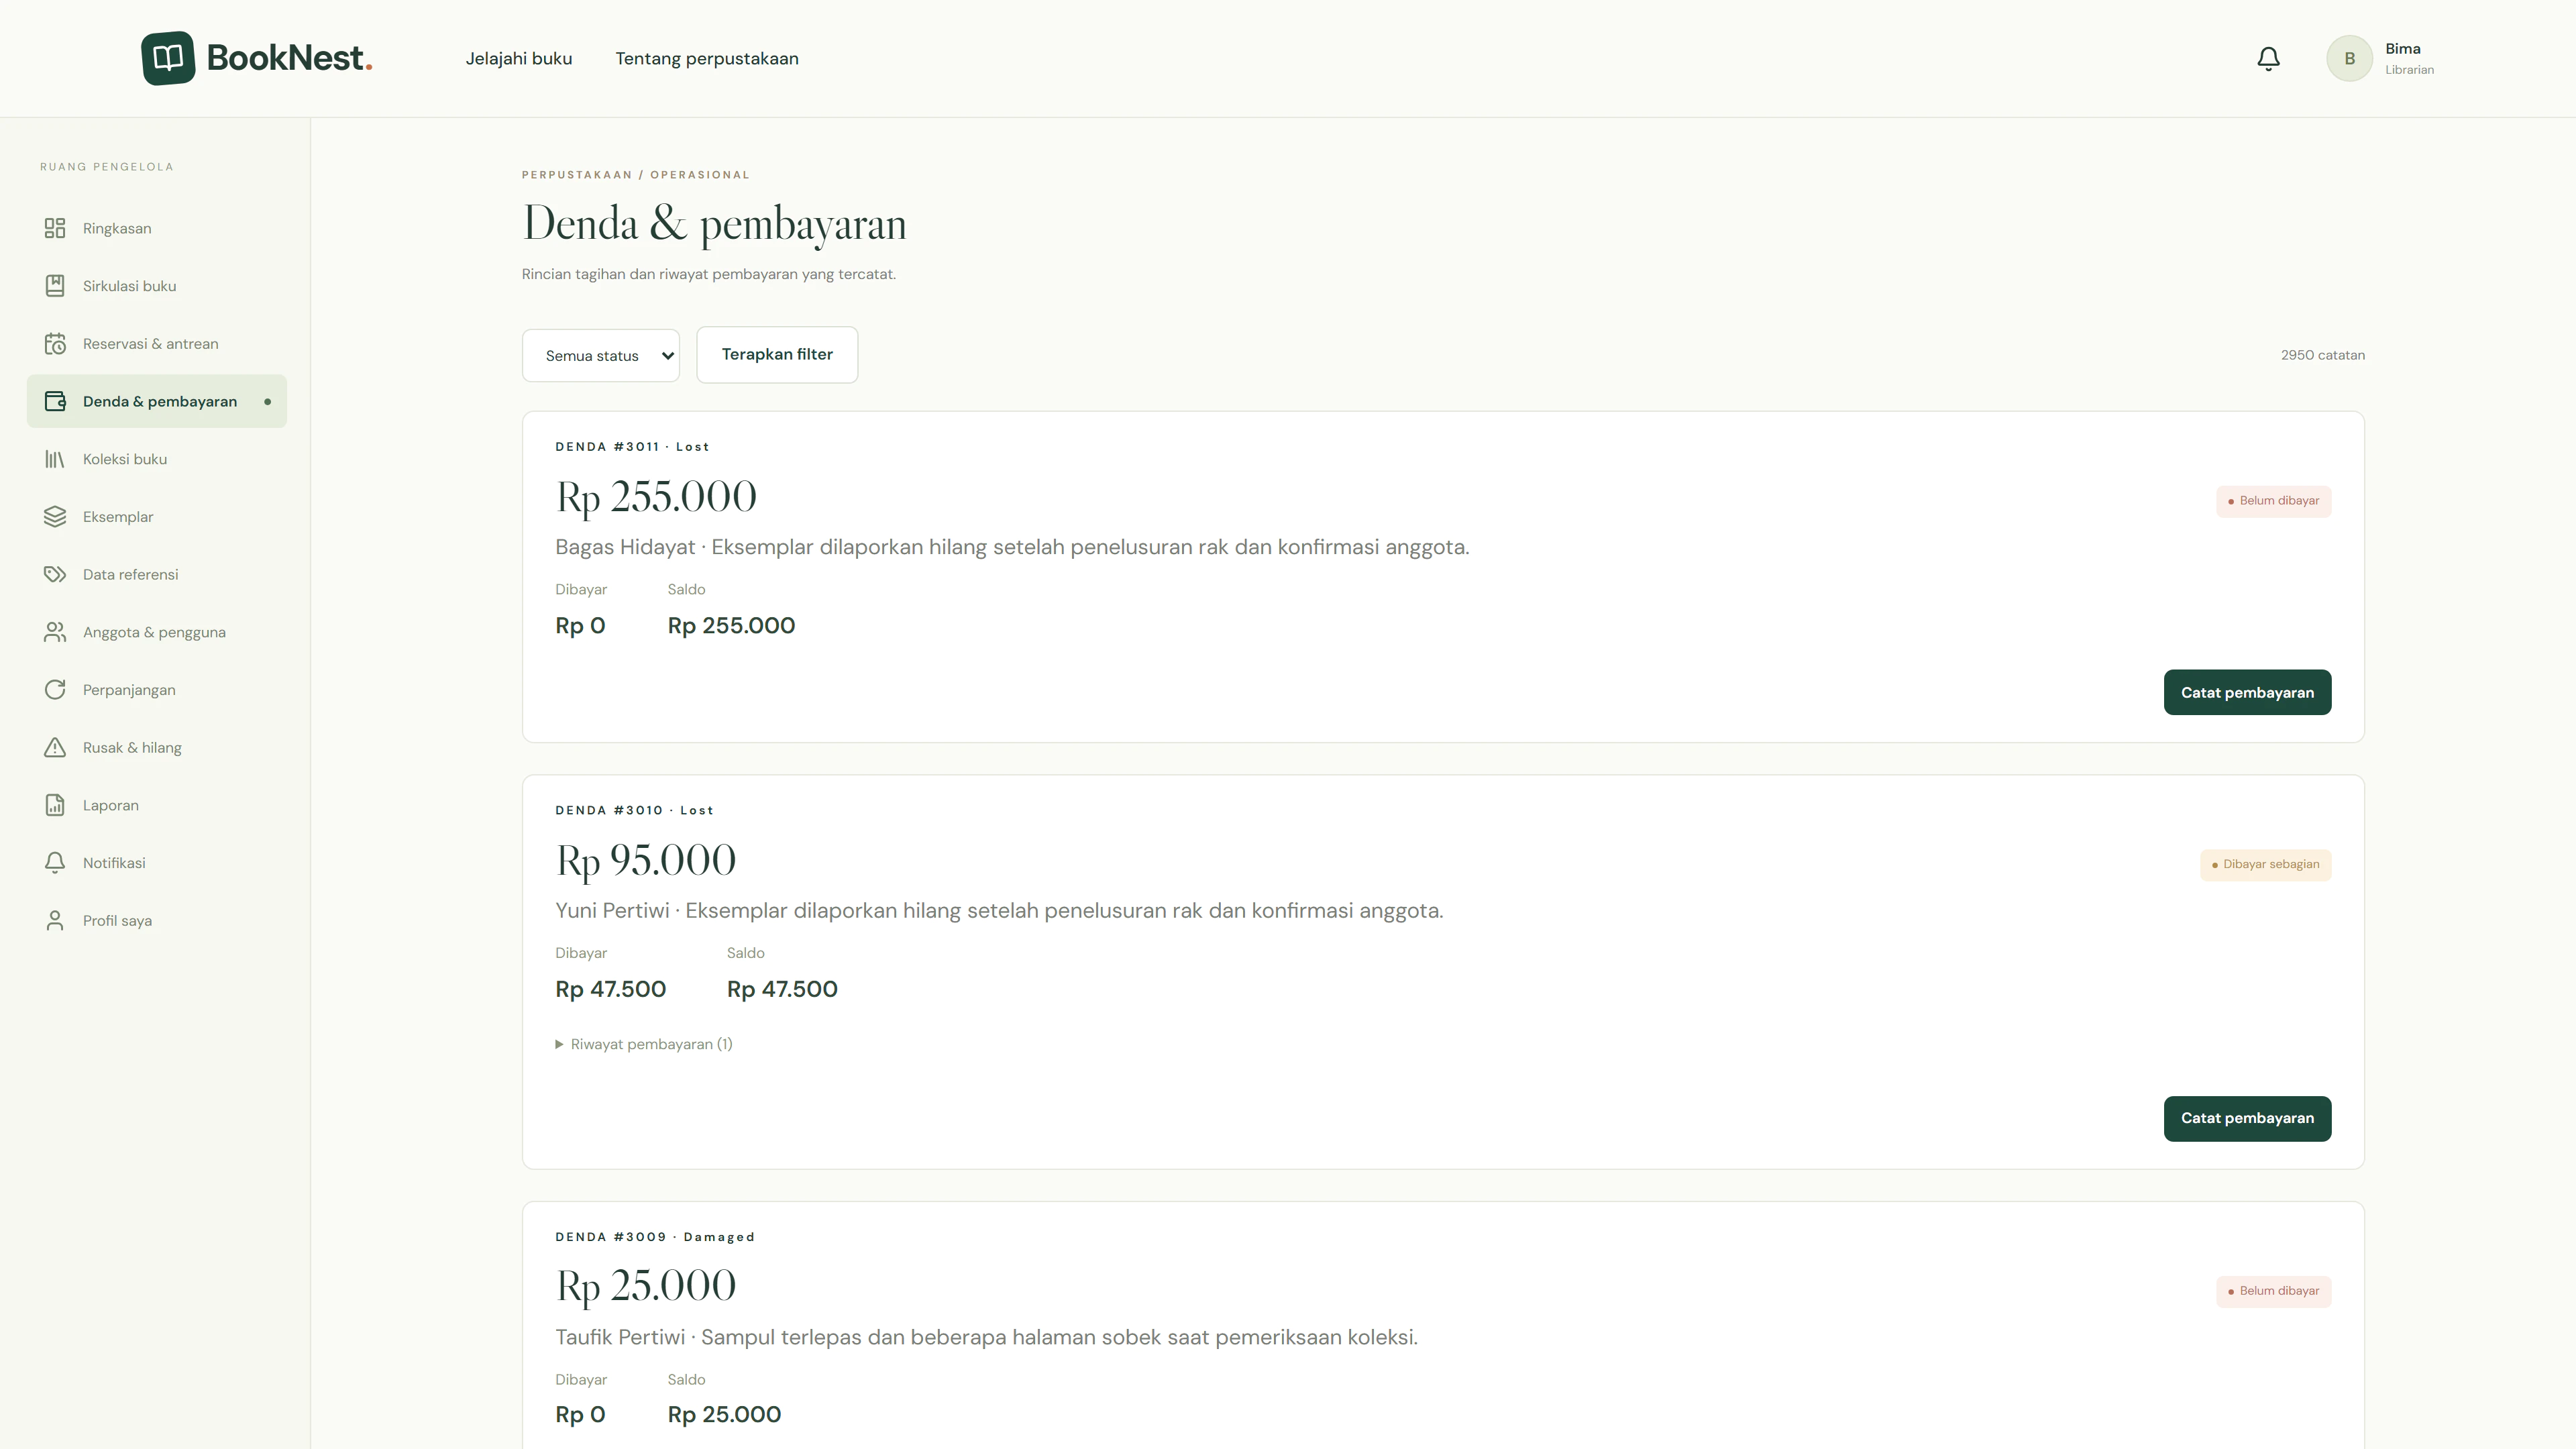 BookNest.
Jelajahi buku
Tentang perpustakaan
B
Bima
Librarian
RUANG PENGELOLA
Ringkasan
Sirkulasi buku
Reservasi & antrean
Denda & pembayaran
Koleksi buku
Eksemplar
Data referensi
Anggota & pengguna
Perpanjangan
Rusak & hilang
Laporan
Notifikasi
Profil saya
PERPUSTAKAAN / OPERASIONAL
Denda & pembayaran
Rincian tagihan dan riwayat pembayaran yang tercatat.
Semua status
Terapkan filter
2950 catatan
DENDA #3011 · Lost
Rp 255.000
Belum dibayar
Bagas Hidayat · Eksemplar dilaporkan hilang setelah penelusuran rak dan konfirmasi anggota.
Dibayar Saldo
Rp 0 Rp 255.000
Catat pembayaran
DENDA #3010 · Lost
Rp 95.000
Dibayar sebagian
Yuni Pertiwi · Eksemplar dilaporkan hilang setelah penelusuran rak dan konfirmasi anggota.
Dibayar Saldo
Rp 47.500 Rp 47.500
Riwayat pembayaran (1)
Catat pembayaran
DENDA #3009 · Damaged
Rp 25.000
Belum dibayar
Taufik Pertiwi · Sampul terlepas dan beberapa halaman sobek saat pemeriksaan koleksi.
Dibayar Saldo
Rp 0 Rp 25.000